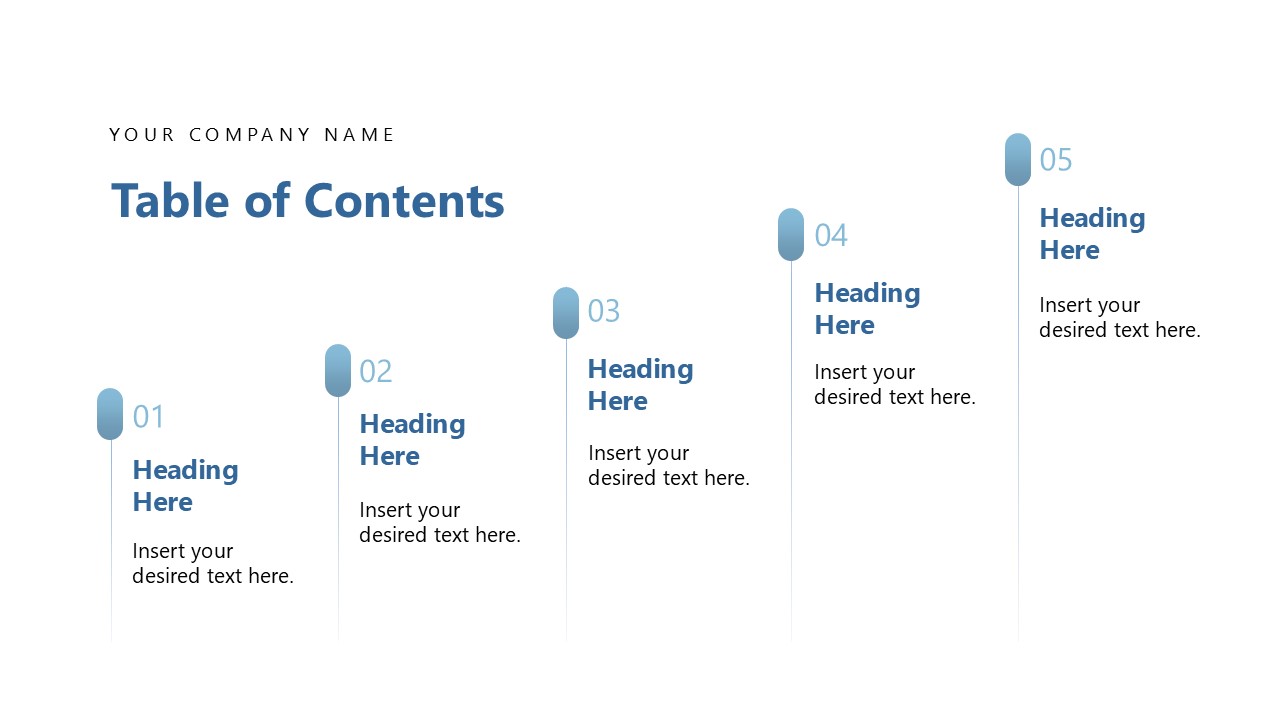 YOUR COMPANY NAME
Table of Contents
01
Heading
Here
Insert your
desired text here.
02
Heading
Here
Insert your
desired text here.
03
Heading
Here
Insert your
desired text here.
04
Heading
Here
Insert your
desired text here.
05
Heading
Here
Insert your
desired text here.